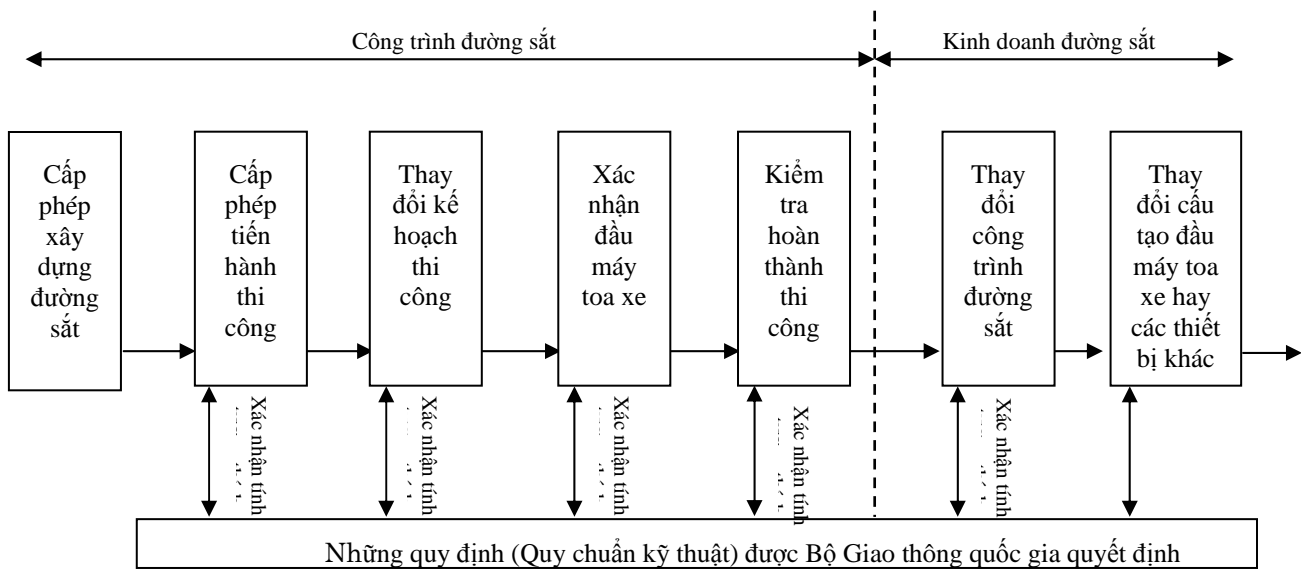 Công trình đường sắt
Kinh doanh đường sắt
Cấp
phép
xây
dựng
đường
sắt
Cấp
phép
tiến
hành
thi
công
Thay
đổi kế
hoạch
thi
công
Xác
nhận
đầu
máy
toa xe
Kiểm
tra
hoàn
thành
thi
công
Thay
đổi
công
trình
đường
sắt
Thay
đổi cấu
tạo đầu
máy toa
xe hay
các thiết
bị khác
Xác nhận tính
Xác nhận tính
Xác nhận tính
Xác nhận tính
Xác nhận tính
Những quy định (Quy chuẩn kỹ thuật) được Bộ Giao thông quốc gia quyết định